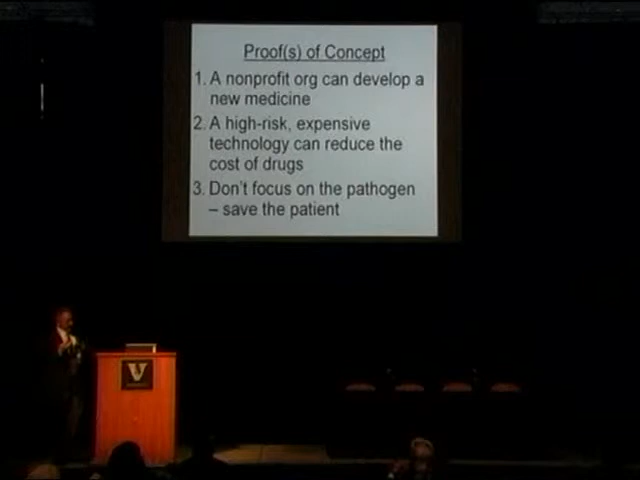 Proof(s) of Concept
1. A nonprofit org can develop a
new medicine
2. A high-risk, expensive
technology can reduce the
cost of drugs
3. Don't focus on the pathogen
– save the patient
V